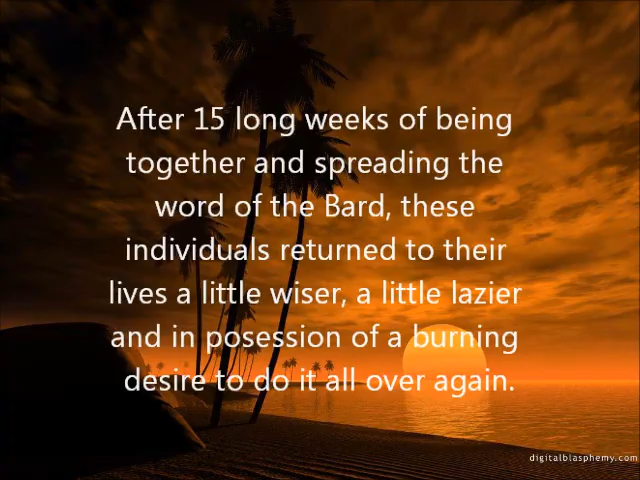 After 15 long weeks of being
together and spreading the
word of the Bard, these
individuals returned to their
lives a little wiser, a little lazier
and in posession of a burning
desire to do it all over again.
digitalblasphemy.com